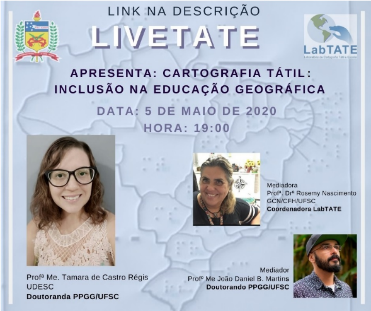 LINK NA DESCRIÇÃO
LIVETATE
LabTATE
APRESENTA: CARTOGRAFIA TÁTIL:
INCLUSÃO NA EDUCAÇÃO GEOGRÁFICA
DATA: 5 DE MAIO DE 2020
HORA: 19:00
Mediadora
Profª. Drª Rosemy Nascimento
GCN/CFH/UFSC
Coordenadora LabTATE
Mediador
Profº Me João Daniel B. Martins
Doutorando PPGG/UFSC
Profª Me. Tamara de Castro Régis
UDESC
Doutoranda PPGG/UFSC